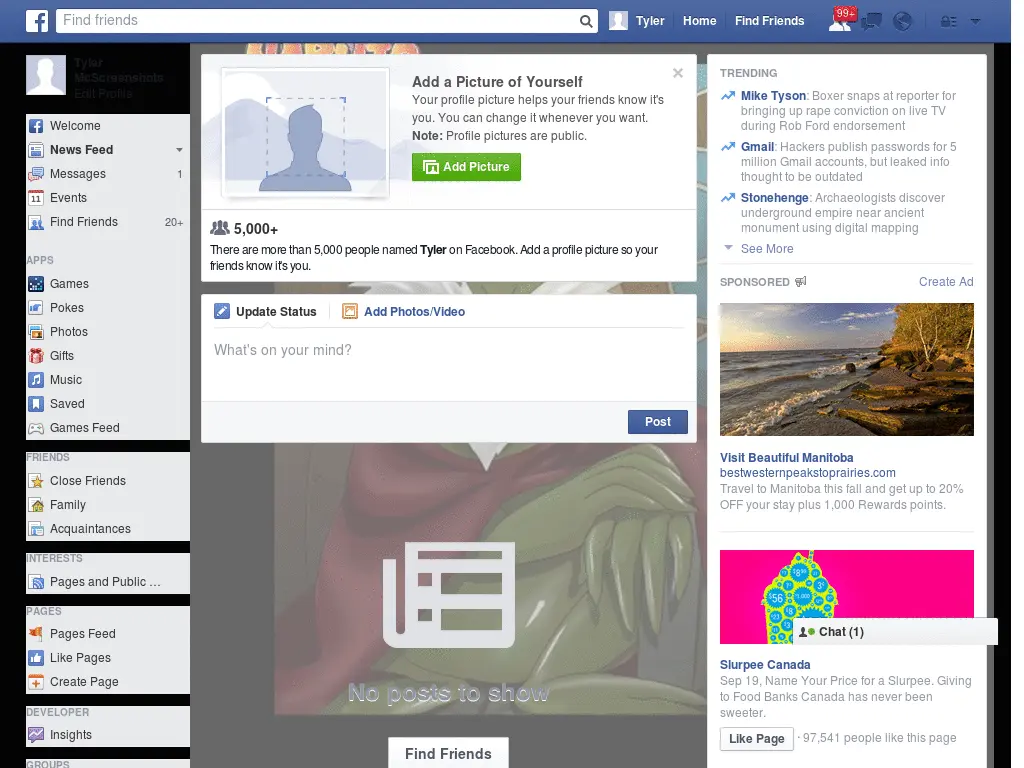 Find friends
Tyler
Home
Find Friends
99+
Tyler
McScreenshots
Edit Profile
Welcome
News Feed
Messages 1
Events
Find Friends 20+
APPS
Games
Pokes
Photos
Gifts
Music
Saved
Games Feed
FRIENDS
Close Friends
Family
Acquaintances
INTERESTS
Pages and Public ...
PAGES
Pages Feed
Like Pages
Create Page
DEVELOPER
Insights
GROUPS
Add a Picture of Yourself
Your profile picture helps your friends know it's
you. You can change it whenever you want.
Note: Profile pictures are public.
Add Picture
5,000+
There are more than 5,000 people named Tyler on Facebook. Add a profile picture so your
friends know it's you.
Update Status
Add Photos/Video
What's on your mind?
Post
No posts to show
Find Friends
TRENDING
Mike Tyson: Boxer snaps at reporter for
bringing up rape conviction on live TV
during Rob Ford endorsement
Gmail: Hackers publish passwords for 5
million Gmail accounts, but leaked info
thought to be outdated
Stonehenge: Archaeologists discover
underground empire near ancient
monument using digital mapping
See More
SPONSORED
Create Ad
Visit Beautiful Manitoba
bestwesternpeakstoprairies.com
Travel to Manitoba this fall and get up to 20%
OFF your stay plus 1,000 Rewards points.
$56
Chat (1)
Slurpee Canada
Sep 19, Name Your Price for a Slurpee. Giving
to Food Banks Canada has never been
sweeter.
Like Page · 97,541 people like this page